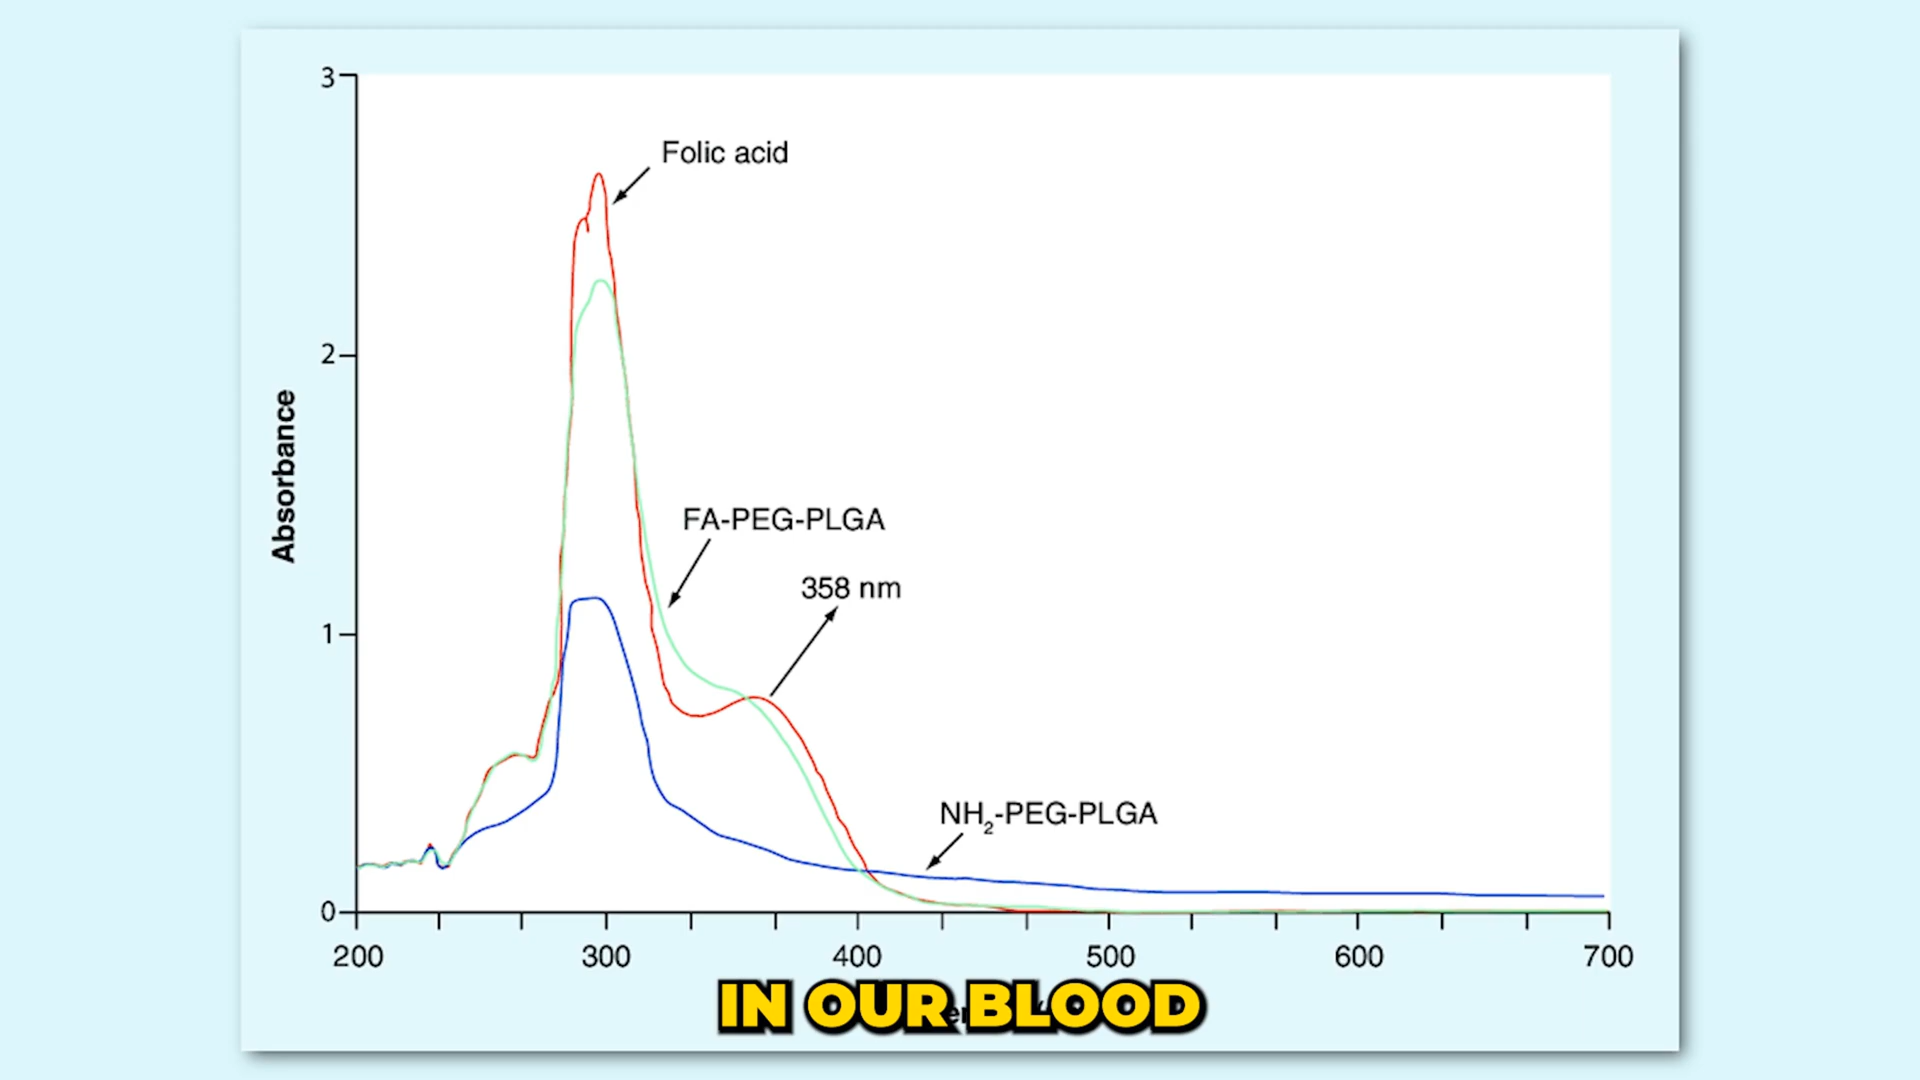 3
Folic acid
2
Absorbance
FA-PEG-PLGA
358 nm
1
NH₂-PEG-PLGA
0
200 300 400 500 600 700
IN OUR BLOOD